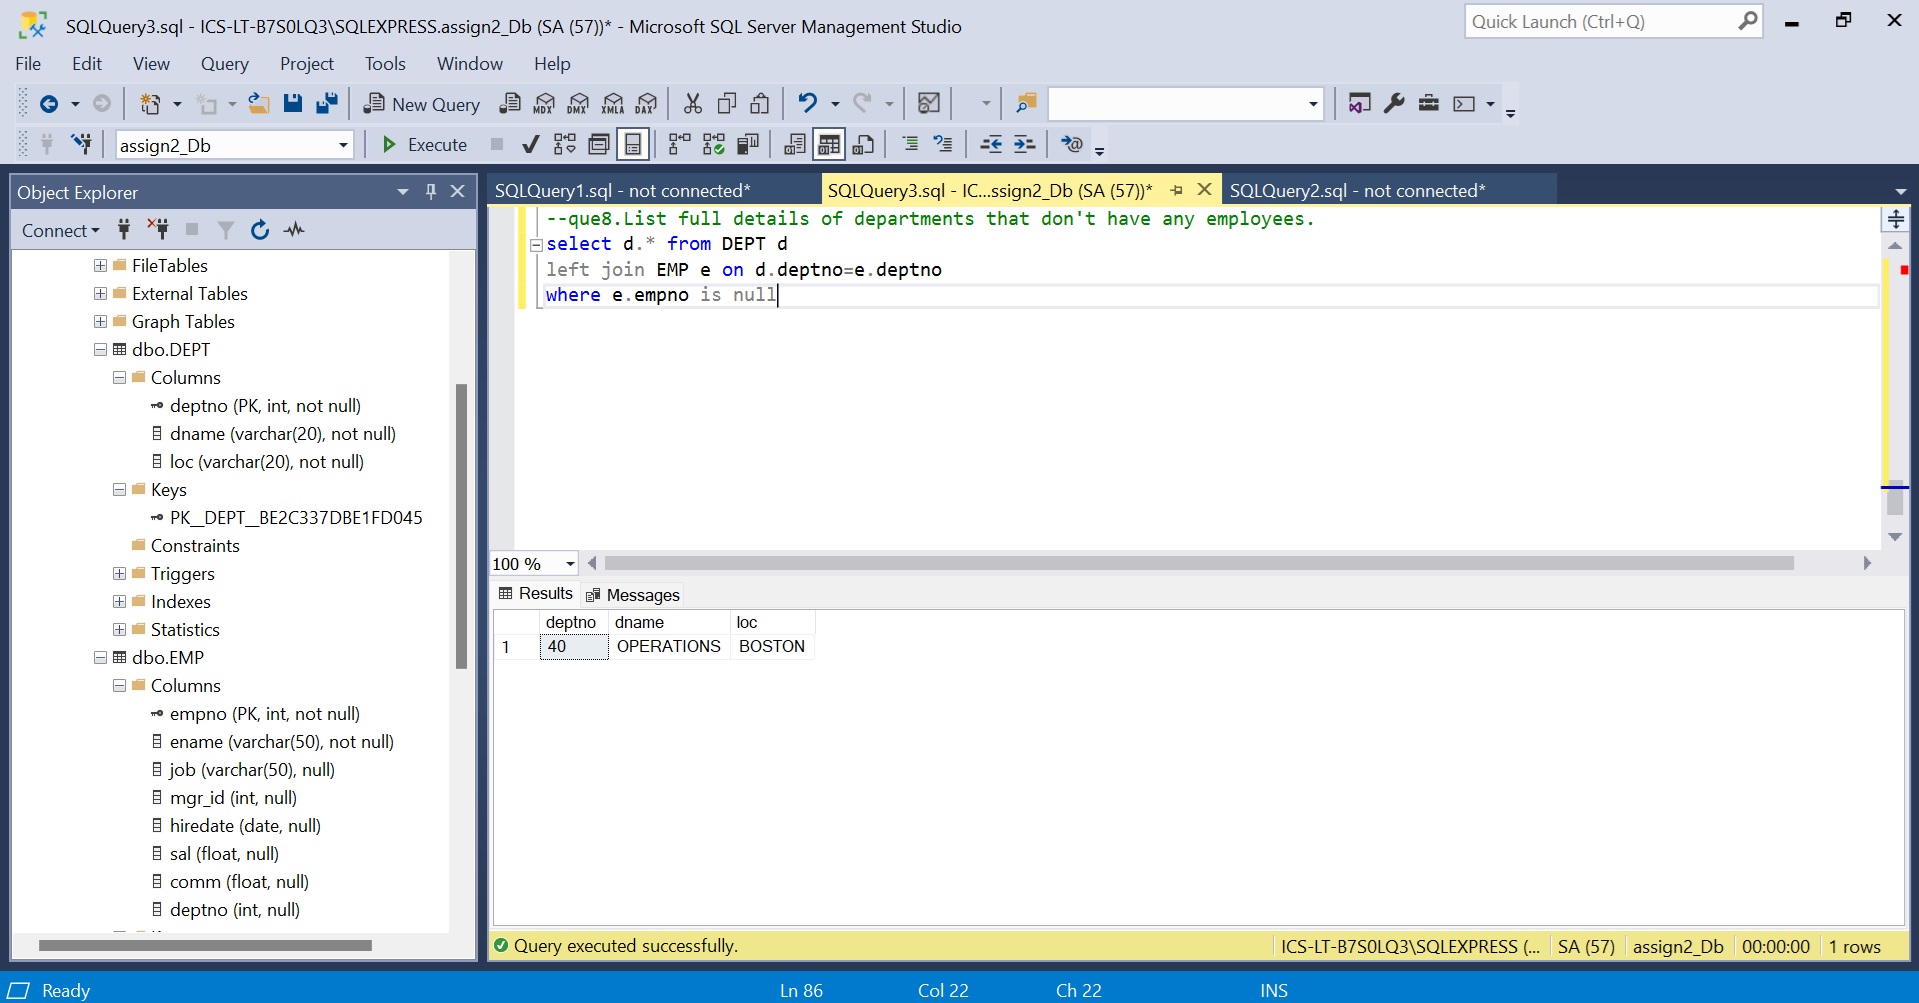 SQLQuery3.sql - ICS-LT-B7S0LQ3\SQLEXPRESS.assign2_Db (SA (57))* - Microsoft SQL Server Management Studio
Quick Launch (Ctrl+Q)
File Edit View Query Project Tools Window Help
New Query MDX DMX XMLA DAX
assign2_Db Execute
Object Explorer
Connect
FileTables
External Tables
Graph Tables
dbo.DEPT
Columns
deptno (PK, int, not null)
dname (varchar(20), not null)
loc (varchar(20), not null)
Keys
PK__DEPT__BE2C337DBE1FD045
Constraints
Triggers
Indexes
Statistics
dbo.EMP
Columns
empno (PK, int, not null)
ename (varchar(50), not null)
job (varchar(50), null)
mgr_id (int, null)
hiredate (date, null)
sal (float, null)
comm (float, null)
deptno (int, null)
SQLQuery1.sql - not connected* SQLQuery3.sql - IC...ssign2_Db (SA (57))* SQLQuery2.sql - not connected*
--que8.List full details of departments that don't have any employees.
select d.* from DEPT d
left join EMP e on d.deptno=e.deptno
where e.empno is null
100 %
Results Messages
deptno dname loc
1 40 OPERATIONS BOSTON
Query executed successfully. ICS-LT-B7S0LQ3\SQLEXPRESS (... SA (57) assign2_Db 00:00:00 1 rows
Ready Ln 86 Col 22 Ch 22 INS